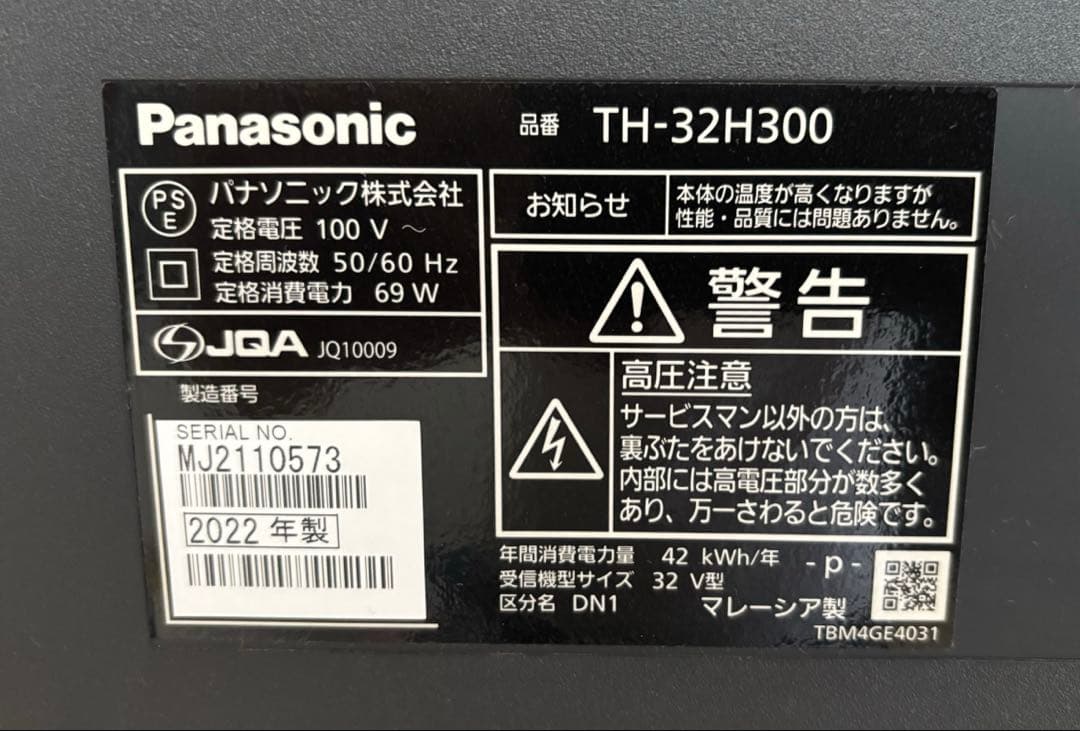 Panasonic
品番 TH-32H300
PS
E
パナソニック株式会社
定格電圧 100 V ～
定格周波数 50/60 Hz
定格消費電力 69 W
JQA JQ10009
製造番号
SERIAL NO.
MJ2110573
2022 年製
お知らせ
本体の温度が高くなりますが
性能・品質には問題ありません。
警告
高圧注意
サービスマン以外の方は、
裏ぶたをあけないでください。
内部には高電圧部分が数多く
あり、万一さわると危険です。
年間消費電力量 42 kWh/年
受信機型サイズ 32 V型
区分名 DN1
- p -
マレーシア製
TBM4GE4031